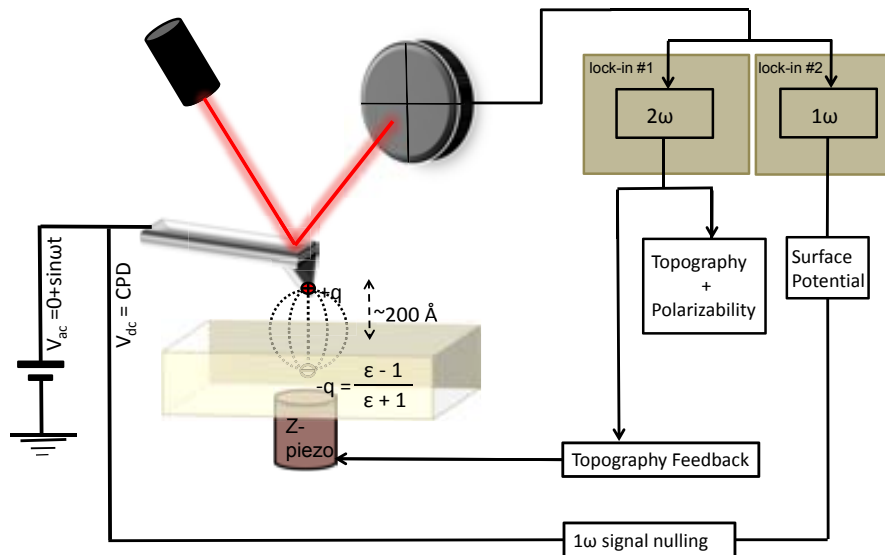 lock-in #1
lock-in #2
2ω
1ω
V_ac =0+sinωt
V_dc = CPD
+q
~200 Å
Topography
+
Polarizability
Surface
Potential
-q = (ε - 1)/(ε + 1)
Z-
piezo
Topography Feedback
1ω signal nulling